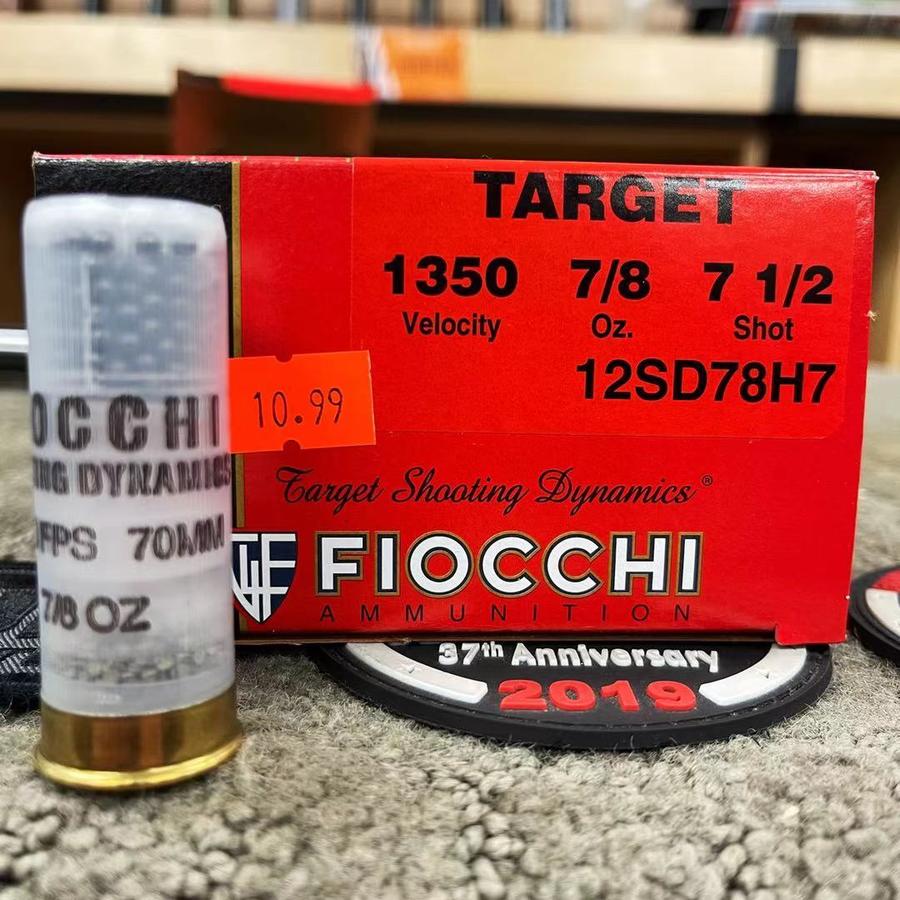 TARGET
1350 7/8 7 1/2
Velocity Oz. Shot
12SD78H7
10.99
Target Shooting Dynamics®
FIOCCHI
AMMUNITION
OCCHI
NG DYNAMICS
FPS 70MM
7/8 OZ
37th Anniversary
2019